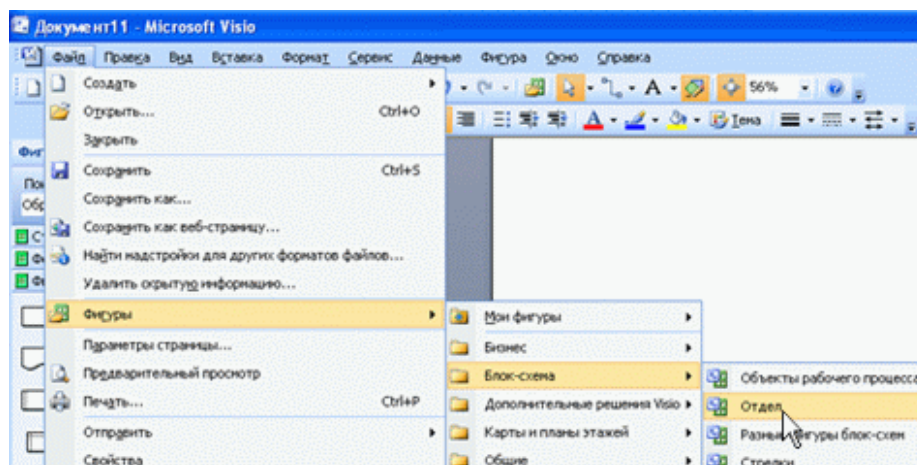 Документ11 - Microsoft Visio
Файл Правка Вид Вставка Формат Сервис Данные Фигура Окно Справка
56%
Тема
Создать
Открыть... Ctrl+O
Закрыть
Сохранить Ctrl+S
Сохранить как...
Сохранить как веб-страницу...
Найти надстройки для других форматов файлов...
Удалить скрытую информацию...
Фигуры
Параметры страницы...
Предварительный просмотр
Печать... Ctrl+P
Отправить
Свойства
Мои фигуры
Бизнес
Блок-схема
Дополнительные решения Visio
Карты и планы этажей
Общие
Объекты рабочего процесса
Отдел
Разные фигуры блок-схем
Стрелки